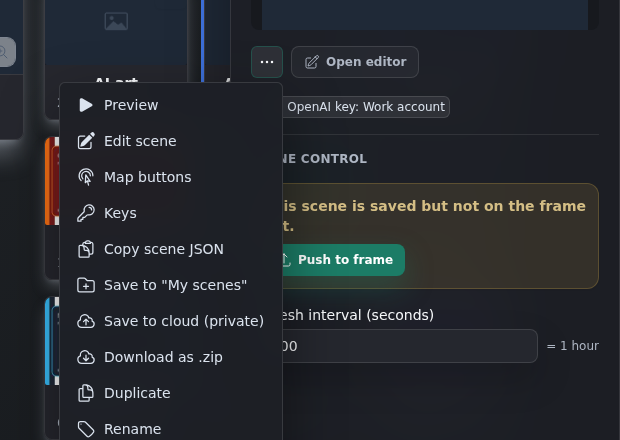 Open editor
OpenAI key: Work account
AI art
Preview
Edit scene
Map buttons
Keys
Copy scene JSON
Save to "My scenes"
Save to cloud (private)
Download as .zip
Duplicate
Rename
NE CONTROL
is scene is saved but not on the frame
t.
Push to frame
esh interval (seconds)
00
= 1 hour